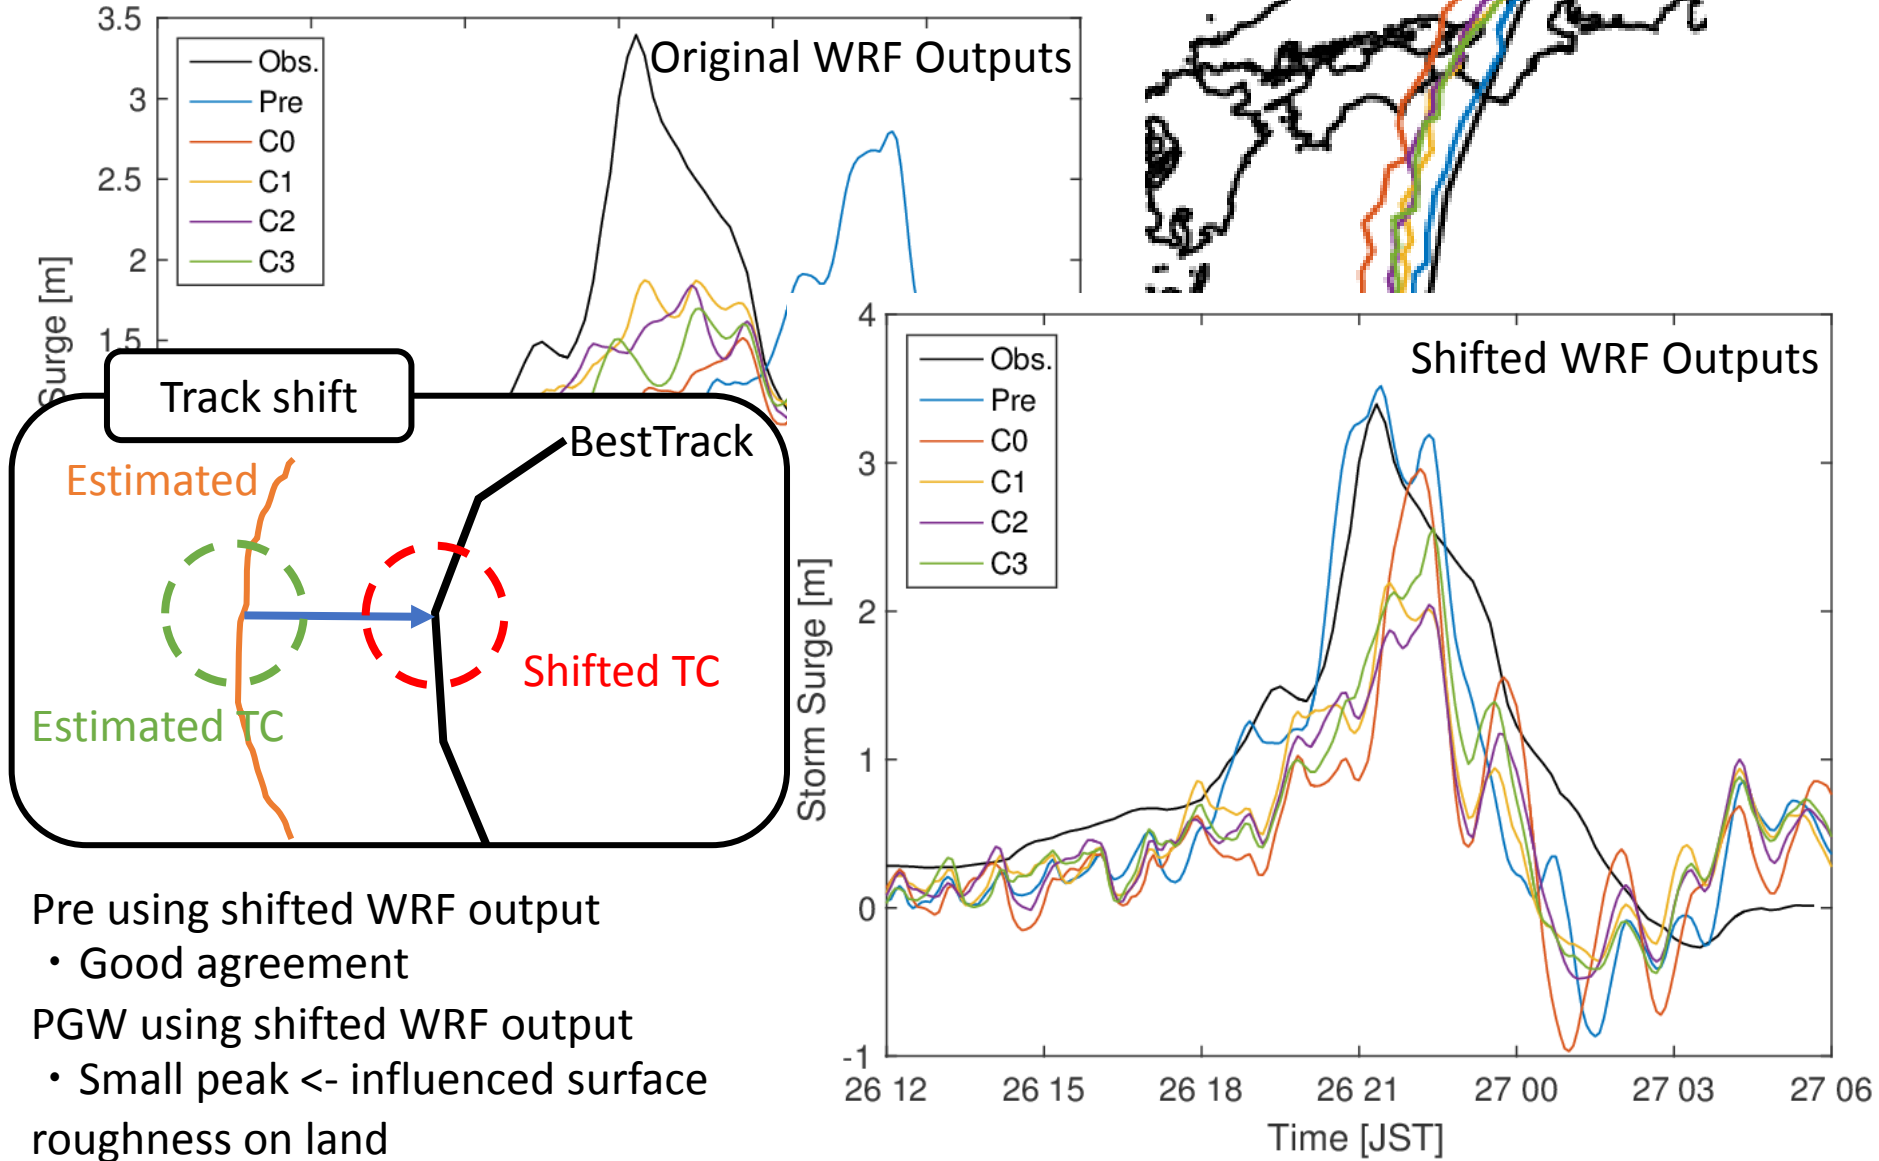 3.5
3
2.5
2
1.5
Surge [m]
Original WRF Outputs
Obs.
Pre
C0
C1
C2
C3
Track shift
BestTrack
Estimated
Shifted TC
Estimated TC
Pre using shifted WRF output
・Good agreement
PGW using shifted WRF output
・Small peak <- influenced surface
roughness on land
Shifted WRF Outputs
Obs.
Pre
C0
C1
C2
C3
4
3
2
1
0
-1
Storm Surge [m]
26 12
26 15
26 18
26 21
27 00
27 03
27 06
Time [JST]